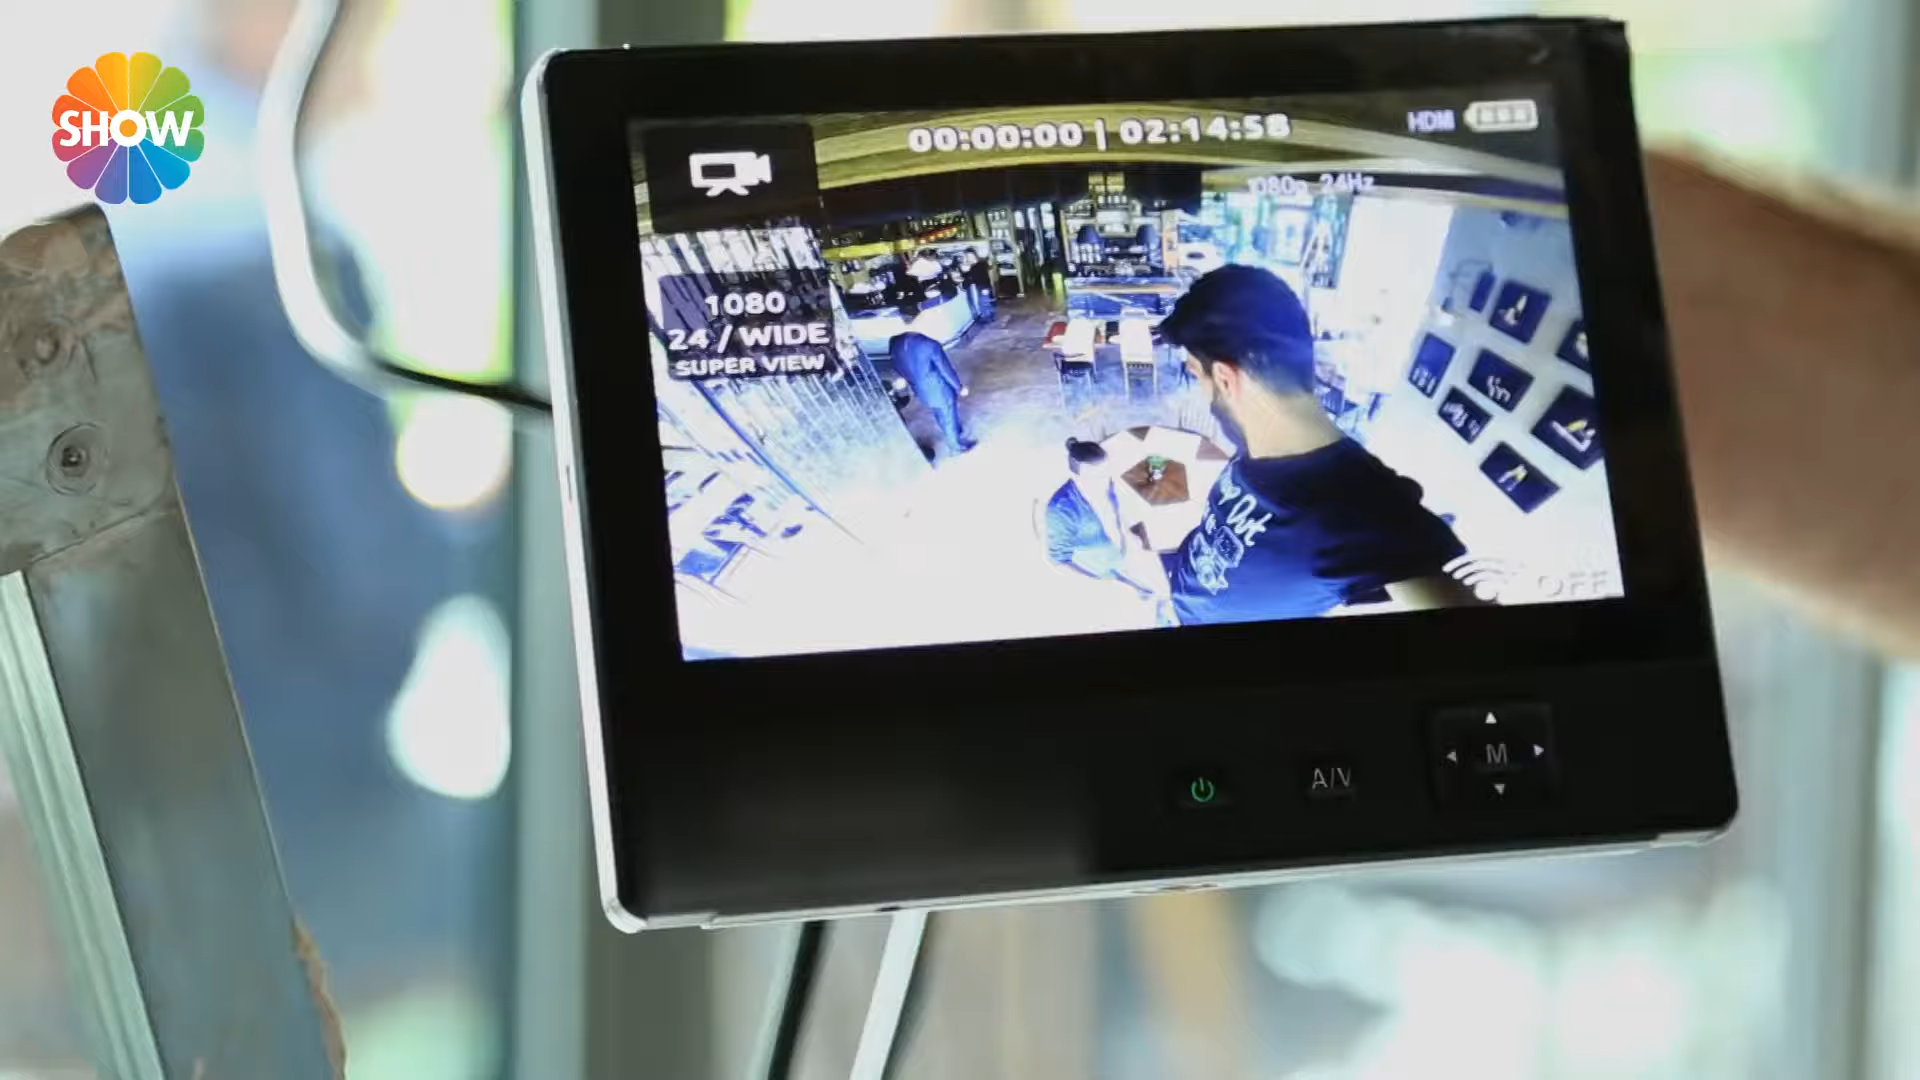 SHOW
00:00:00 | 02:14:58
HDMI
1080p 24Hz
1080
24 / WIDE
SUPER VIEW
OFF
A/V
M